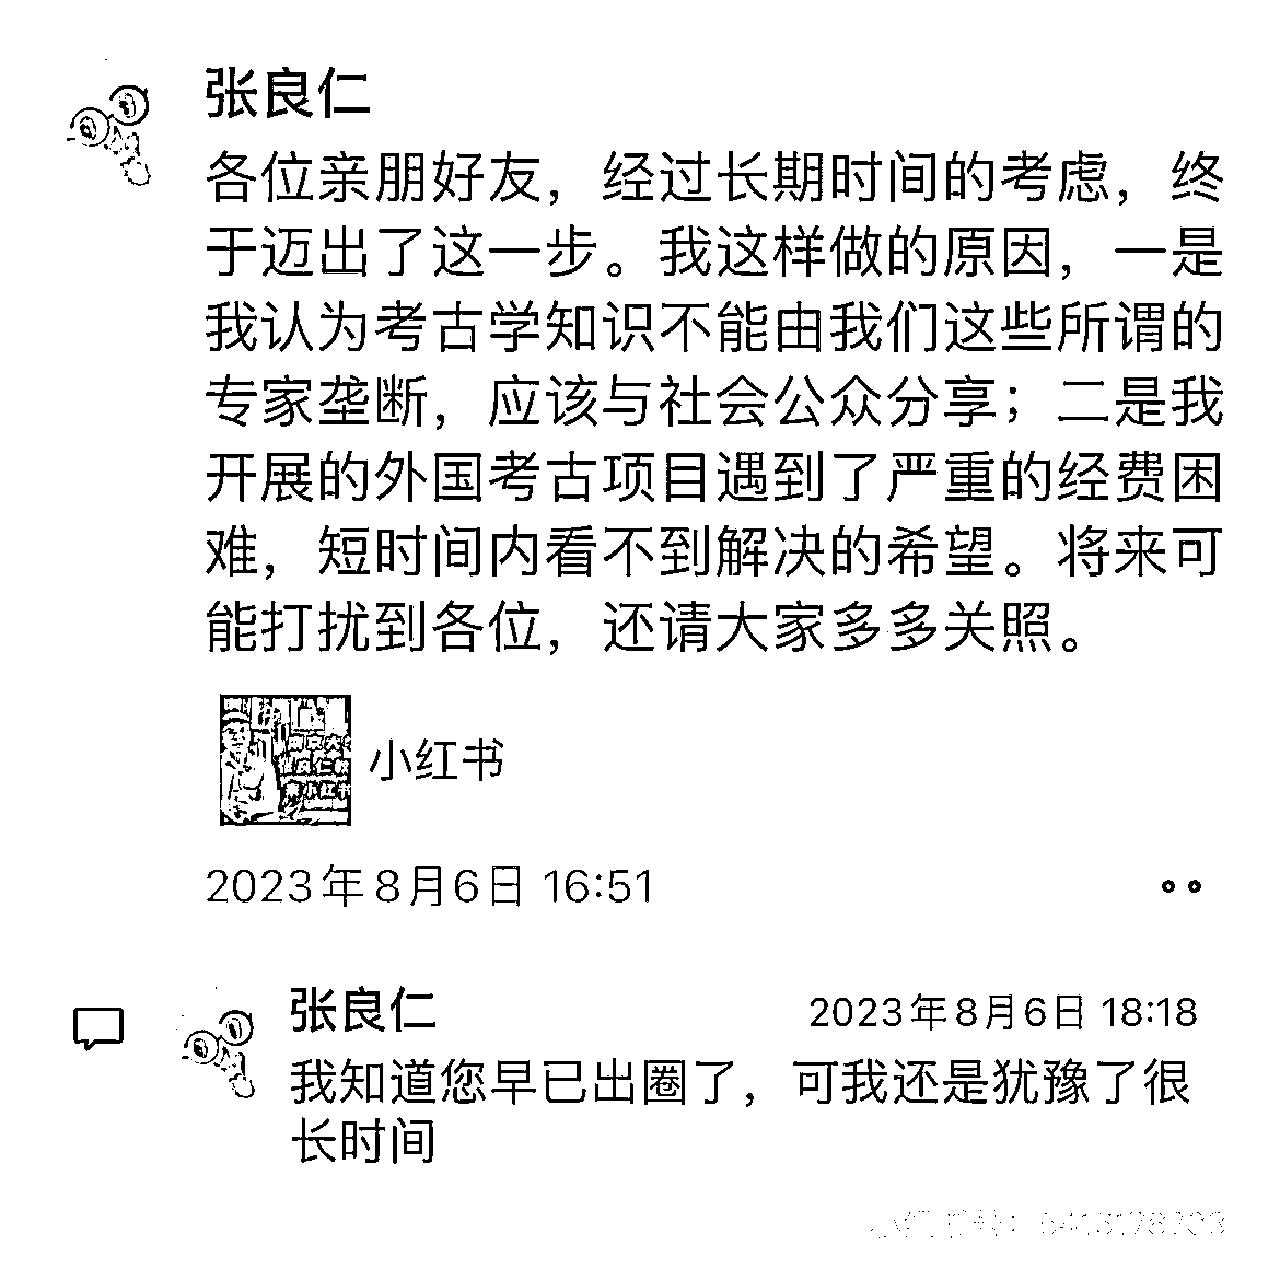 张良仁
各位亲朋好友，经过长期时间的考虑，终
于迈出了这一步。我这样做的原因，一是
我认为考古学知识不能由我们这些所谓的
专家垄断，应该与社会公众分享；二是我
开展的外国考古项目遇到了严重的经费困
难，短时间内看不到解决的希望。将来可
能打扰到各位，还请大家多多关照。
小红书
2023年8月6日 16:51
张良仁
2023年8月6日 18:18
我知道您早已出圈了，可我还是犹豫了很
长时间